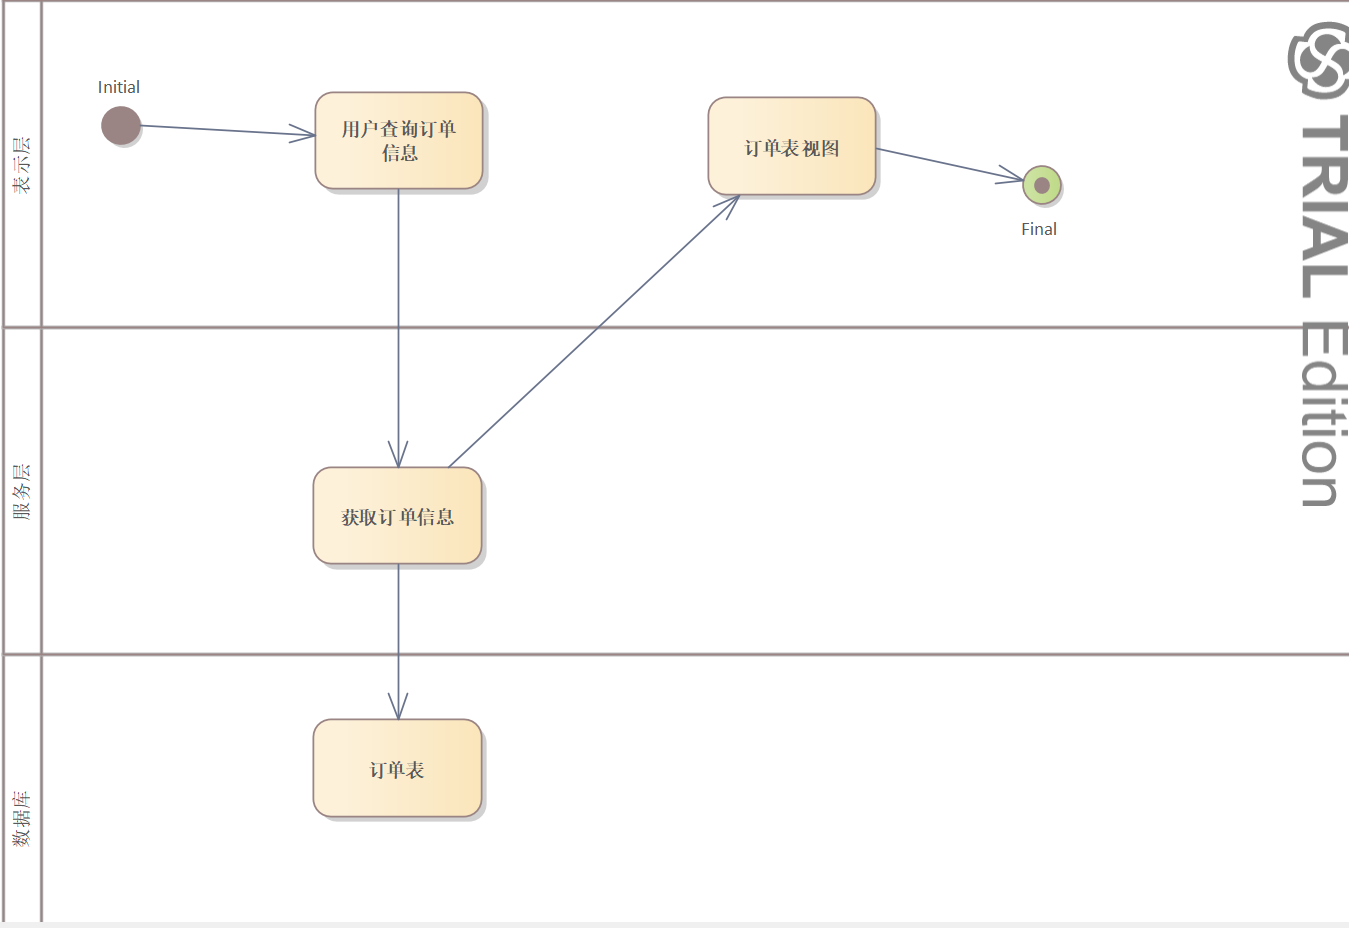 表示层
Initial
用户查询订单
信息
订单表视图
Final
服务层
获取订单信息
数据库
订单表
TRIAL Edition